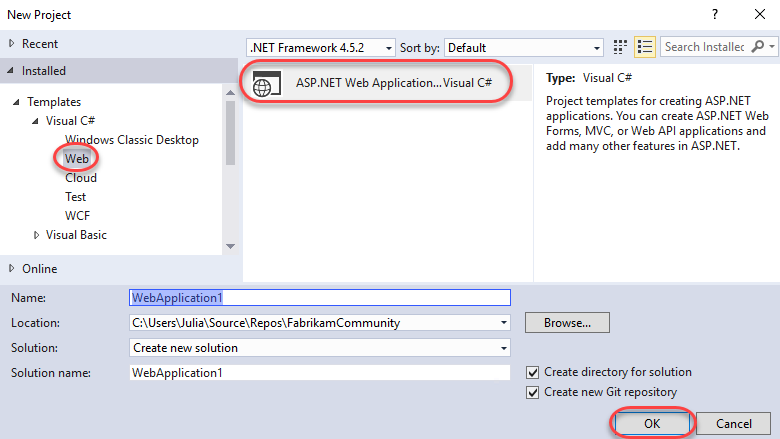 New Project
?
Recent
Installed
Templates
Visual C#
Windows Classic Desktop
Web
Cloud
Test
WCF
Visual Basic
Online
.NET Framework 4.5.2
Sort by: Default
Search Installed
ASP.NET Web Application...Visual C#
Type: Visual C#
Project templates for creating ASP.NET
applications. You can create ASP.NET Web
Forms, MVC, or Web API applications and
add many other features in ASP.NET.
Name: WebApplication1
Location: C:\Users\Julia\Source\Repos\FabrikamCommunity
Browse...
Solution: Create new solution
Solution name: WebApplication1
Create directory for solution
Create new Git repository
OK
Cancel